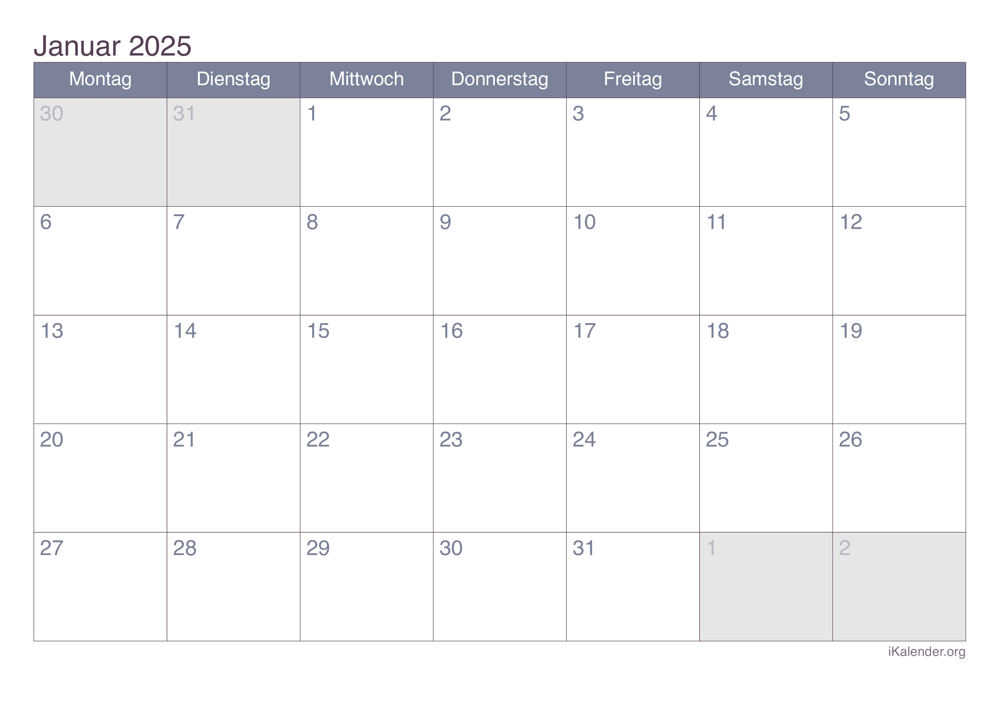 Januar 2025
Montag Dienstag Mittwoch Donnerstag Freitag Samstag Sonntag
30 31 1 2 3 4 5
6 7 8 9 10 11 12
13 14 15 16 17 18 19
20 21 22 23 24 25 26
27 28 29 30 31 1 2
iKalender.org